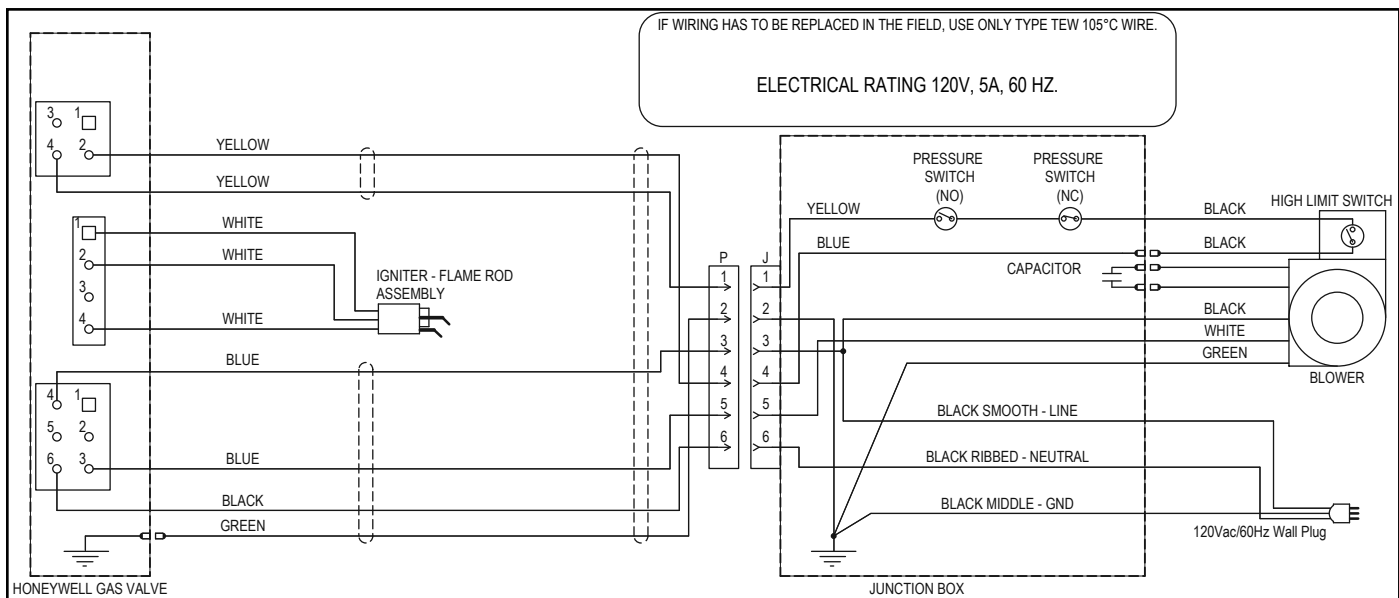 IF WIRING HAS TO BE REPLACED IN THE FIELD, USE ONLY TYPE TEW 105°C WIRE.
ELECTRICAL RATING 120V, 5A, 60 HZ.
3 1
4 2
YELLOW
YELLOW
1
2
3
4
WHITE
WHITE
WHITE
IGNITER - FLAME ROD
ASSEMBLY
4 1
5 2
6 3
BLUE
BLUE
BLACK
GREEN
HONEYWELL GAS VALVE
P
1
2
3
4
5
6
J
1
2
3
4
5
6
PRESSURE
SWITCH
(NO)
PRESSURE
SWITCH
(NC)
YELLOW
BLUE
CAPACITOR
BLACK
HIGH LIMIT SWITCH
BLACK
BLACK
WHITE
GREEN
BLOWER
BLACK SMOOTH - LINE
BLACK RIBBED - NEUTRAL
BLACK MIDDLE - GND
120Vac/60Hz Wall Plug
JUNCTION BOX